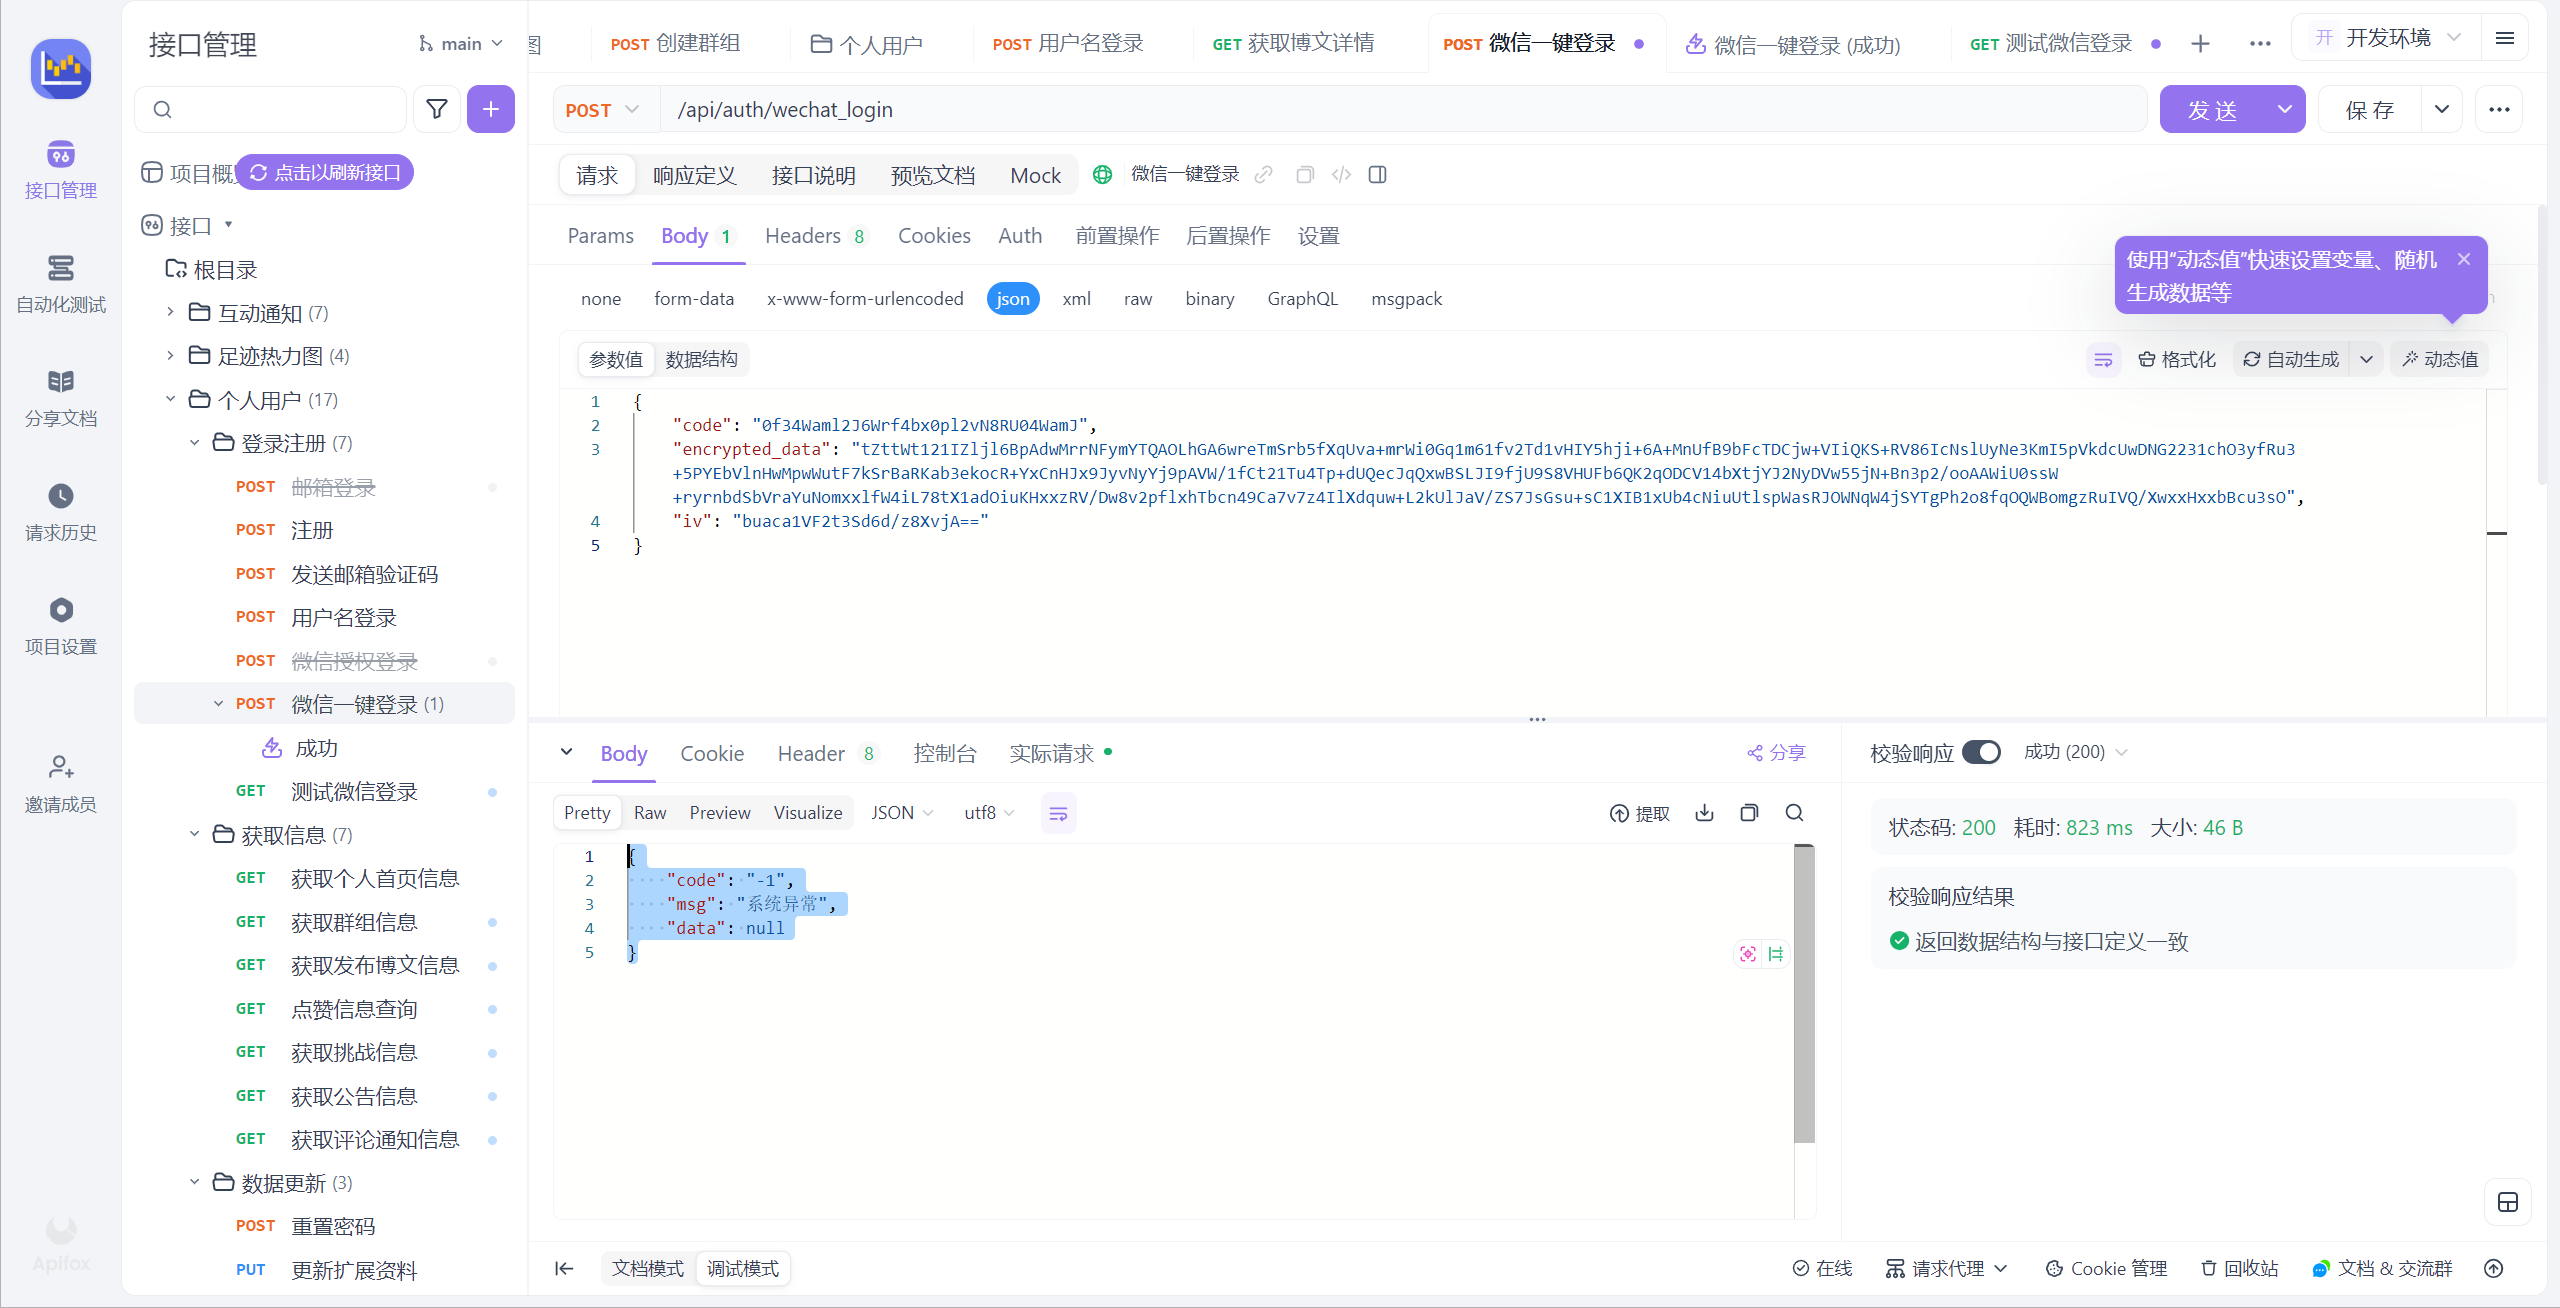 接口管理
自动化测试
分享文档
请求历史
项目设置
邀请成员
Apifox
接口管理
main
项目概
点击以刷新接口
接口
根目录
互动通知 (7)
足迹热力图 (4)
个人用户 (17)
登录注册 (7)
POST 邮箱登录
POST 注册
POST 发送邮箱验证码
POST 用户名登录
POST 微信授权登录
POST 微信一键登录 (1)
成功
GET 测试微信登录
获取信息 (7)
GET 获取个人首页信息
GET 获取群组信息
GET 获取发布博文信息
GET 点赞信息查询
GET 获取挑战信息
GET 获取公告信息
GET 获取评论通知信息
数据更新 (3)
POST 重置密码
PUT 更新扩展资料
图 POST 创建群组 个人用户 POST 用户名登录 GET 获取博文详情 POST 微信一键登录 微信一键登录 (成功) GET 测试微信登录
开 开发环境
POST /api/auth/wechat_login 发 送 保 存
请求 响应定义 接口说明 预览文档 Mock 微信一键登录
Params Body 1 Headers 8 Cookies Auth 前置操作 后置操作 设置
使用“动态值”快速设置变量、随机
生成数据等
none form-data x-www-form-urlencoded json xml raw binary GraphQL msgpack
参数值 数据结构 格式化 自动生成 动态值
1 {
2 "code": "0f34Waml2J6Wrf4bx0pl2vN8RU04WamJ",
3 "encrypted_data": "tZttWt121IZljl6BpAdwMrrNFymYTQAOLhGA6wreTmSrb5fXqUva+mrWi0Gq1m61fv2Td1vHIY5hji+6A+MnUfB9bFcTDCjw+VIiQKS+RV86IcNslUyNe3KmI5pVkdcUwDNG2231chO3yfRu3
+5PYEbVlnHwMpwWutF7kSrBaRKab3ekocR+YxCnHJx9JyvNyYj9pAVW/1fCt21Tu4Tp+dUQecJqQxwBSLJI9fjU9S8VHUFb6QK2qODCV14bXtjYJ2NyDVw55jN+Bn3p2/ooAAWiU0ssW
+ryrnbdSbVraYuNomxxlfW4iL78tX1adOiuKHxxzRV/Dw8v2pflxhTbcn49Ca7v7z4IlXdquw+L2kUlJaV/ZS7JsGsu+sC1XIB1xUb4cNiuUtlspWasRJOWNqW4jSYTgPh2o8fqOQWBomgzRuIVQ/XwxxHxxbBcu3sO",
4 "iv": "buaca1VF2t3Sd6d/z8XvjA=="
5 }
Body Cookie Header 8 控制台 实际请求 分享
Pretty Raw Preview Visualize JSON utf8 提取
1 {
2 "code": "-1",
3 "msg": "系统异常",
4 "data": null
5 }
校验响应 成功 (200)
状态码: 200 耗时: 823 ms 大小: 46 B
校验响应结果
返回数据结构与接口定义一致
文档模式 调试模式 在线 请求代理 Cookie 管理 回收站 文档 & 交流群